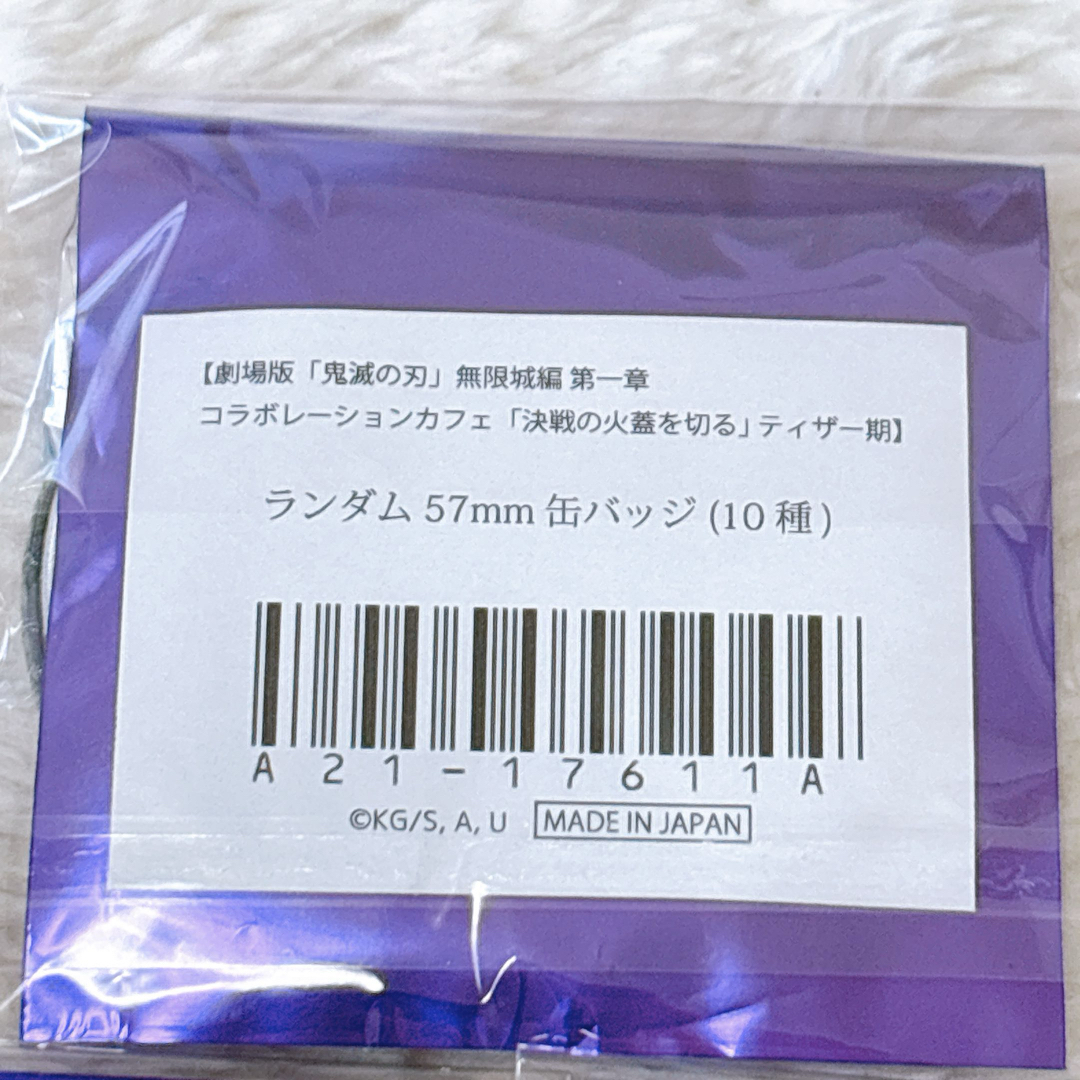 【劇場版「鬼滅の刃」無限城編 第一章
コラボレーションカフェ「決戦の火蓋を切る」ティザー期】
ランダム 57mm 缶バッジ (10 種)
A21-17611A
©KG/S, A, U MADE IN JAPAN